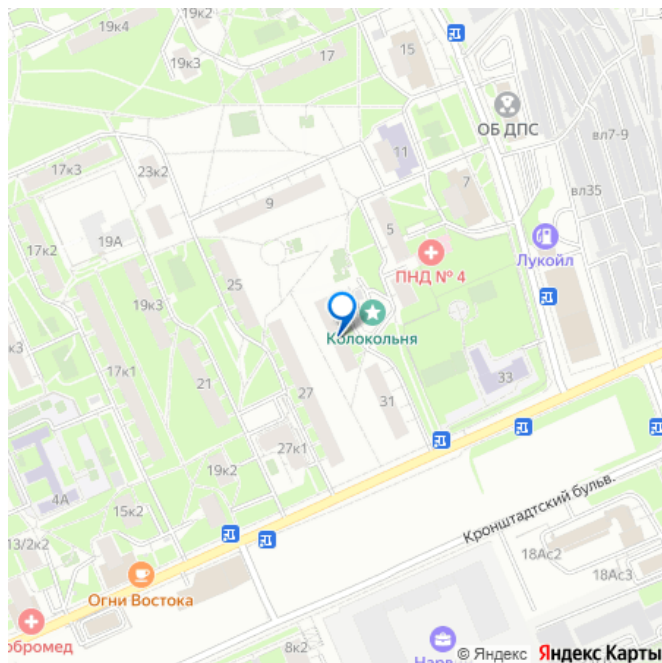 19к4
19к3
17
15
ОБ ДПС
вл7-9
17к3
23к2
11
7
вл35
9
5
19А
17к2
Лукойл
ПНД № 4
25
19к3
Колокольня
к3
17к1
21
33
27
31
27к1
19к2
4А
15к2
Кронштадтский бульв.
13/2к2
18Ас2
18Ас3
Огни Востока
обромед
8к2
Нарв
© Яндекс Яндекс Карты